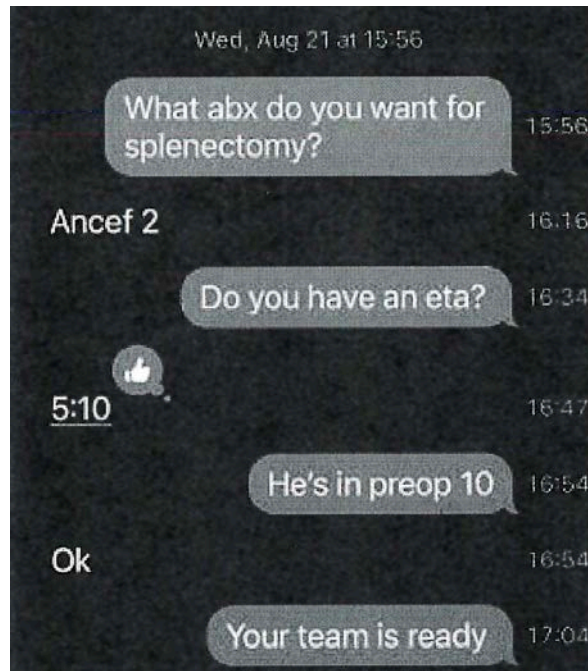 Wed, Aug 21 at 15:56
What abx do you want for
splenectomy?
15:56
Ancef 2
16:16
Do you have an eta?
16:34
5:10
16:47
He's in preop 10
16:54
Ok
16:54
Your team is ready
17:04